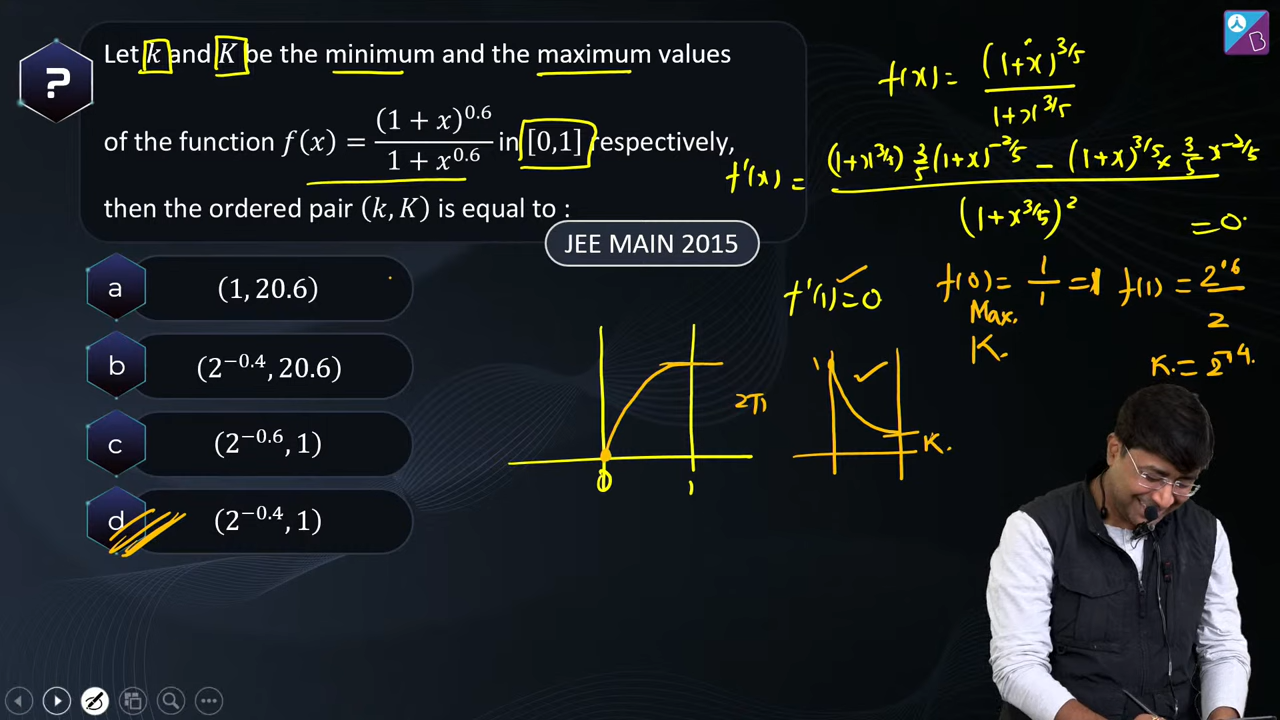 Let k and K be the minimum and the maximum values
of the function f(x) = (1 + x)^0.6 / 1 + x^0.6 in [0,1] respectively,
then the ordered pair (k, K) is equal to :
JEE MAIN 2015
?
a (1, 20.6)
b (2^−0.4, 20.6)
c (2^−0.6, 1)
d (2^−0.4, 1)
f(x) = (1+x)^3/5 / 1+x^3/5
f'(x) = (1+x^3/5) 3/5 (1+x)^-2/5 − (1+x)^3/5 × 3/5 x^-2/5 / (1+x^3/5)^2 = 0
f'(1) = 0
f(0) = 1/1 = 1
Max.
K.
f(1) = 2^.6 / 2
K = 2^-.4
0 1
1
K.
B